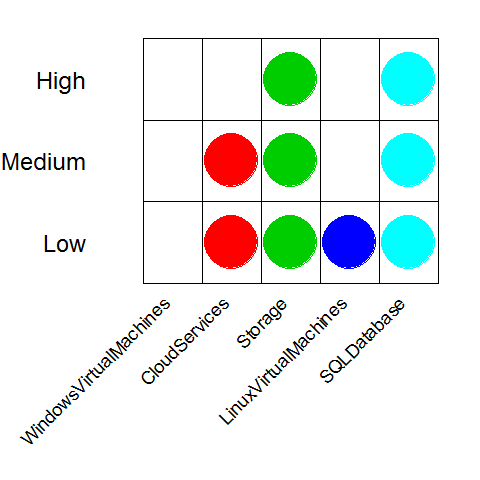 High
Medium
Low
WindowsVirtualMachines
CloudServices
Storage
LinuxVirtualMachines
SQLDatabase